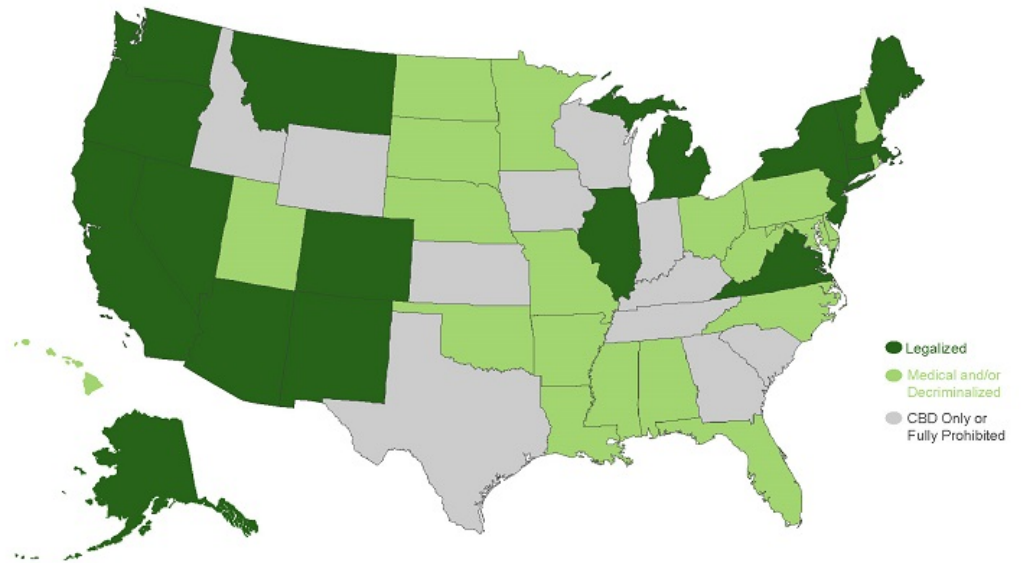 Legalized
Medical and/or
Decriminalized
CBD Only or
Fully Prohibited